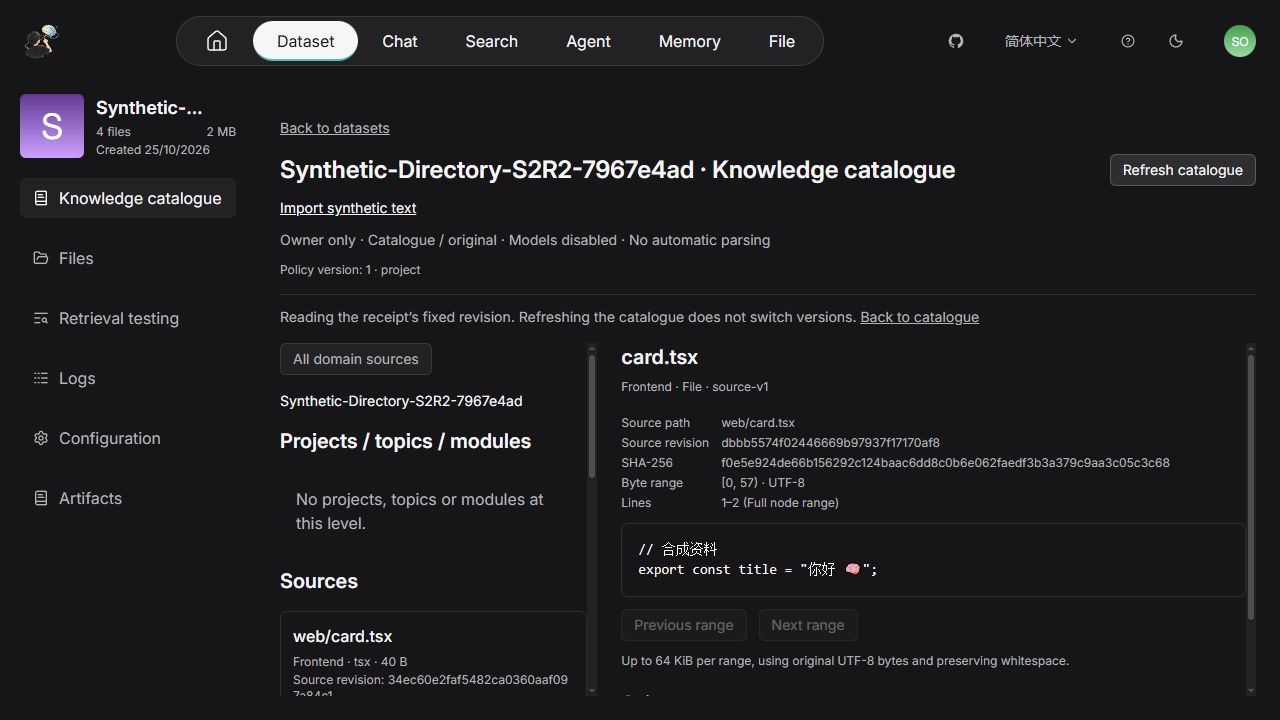 Dataset
Chat
Search
Agent
Memory
File
简体中文
SO
S
Synthetic-...
4 files
2 MB
Created 25/10/2026
Knowledge catalogue
Files
Retrieval testing
Logs
Configuration
Artifacts
Back to datasets
Synthetic-Directory-S2R2-7967e4ad · Knowledge catalogue
Refresh catalogue
Import synthetic text
Owner only · Catalogue / original · Models disabled · No automatic parsing
Policy version: 1 · project
Reading the receipt’s fixed revision. Refreshing the catalogue does not switch versions. Back to catalogue
All domain sources
Synthetic-Directory-S2R2-7967e4ad
Projects / topics / modules
No projects, topics or modules at
this level.
Sources
web/card.tsx
Frontend · tsx · 40 B
Source revision: 34ec60e2faf5482ca0360aaf09
card.tsx
Frontend · File · source-v1
Source path web/card.tsx
Source revision dbbb5574f02446669b97937f17170af8
SHA-256 f0e5e924de66b156292c124baac6dd8c0b6e062faedf3b3a379c9aa3c05c3c68
Byte range [0, 57) · UTF-8
Lines 1–2 (Full node range)
// 合成资料
export const title = "你好 🧠";
Previous range
Next range
Up to 64 KiB per range, using original UTF-8 bytes and preserving whitespace.